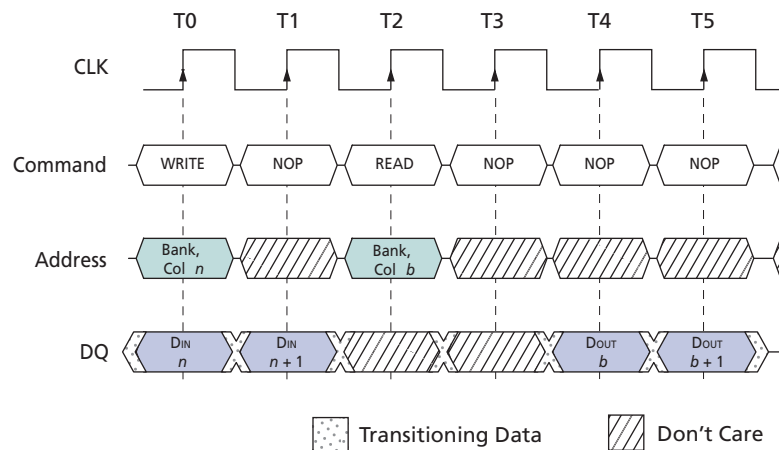 T0 T1 T2 T3 T4 T5
CLK
Command WRITE NOP READ NOP NOP NOP
Address Bank, Col n Bank, Col b
DQ DIN n DIN n + 1 DOUT b DOUT b + 1
Transitioning Data Don't Care